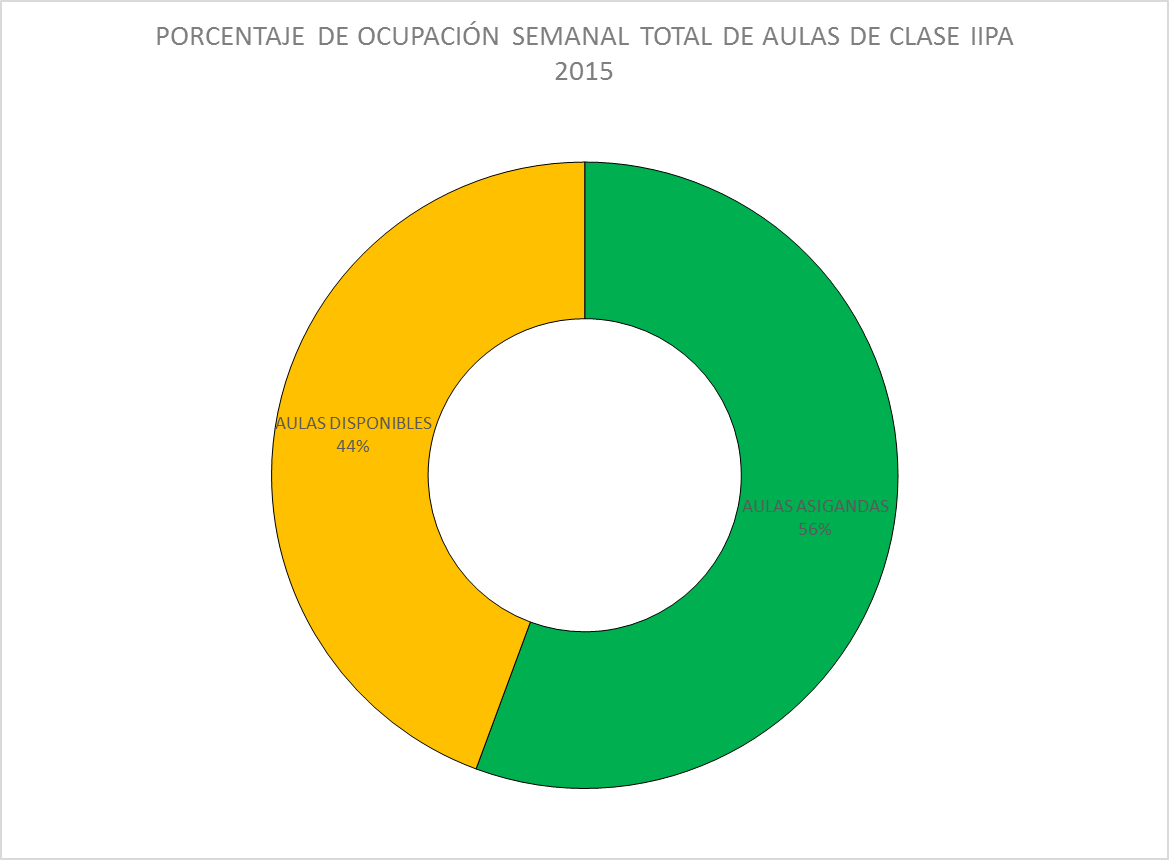 PORCENTAJE DE OCUPACIÓN SEMANAL TOTAL DE AULAS DE CLASE IIPA
2015
AULAS DISPONIBLES
44%
AULAS ASIGANDAS
56%